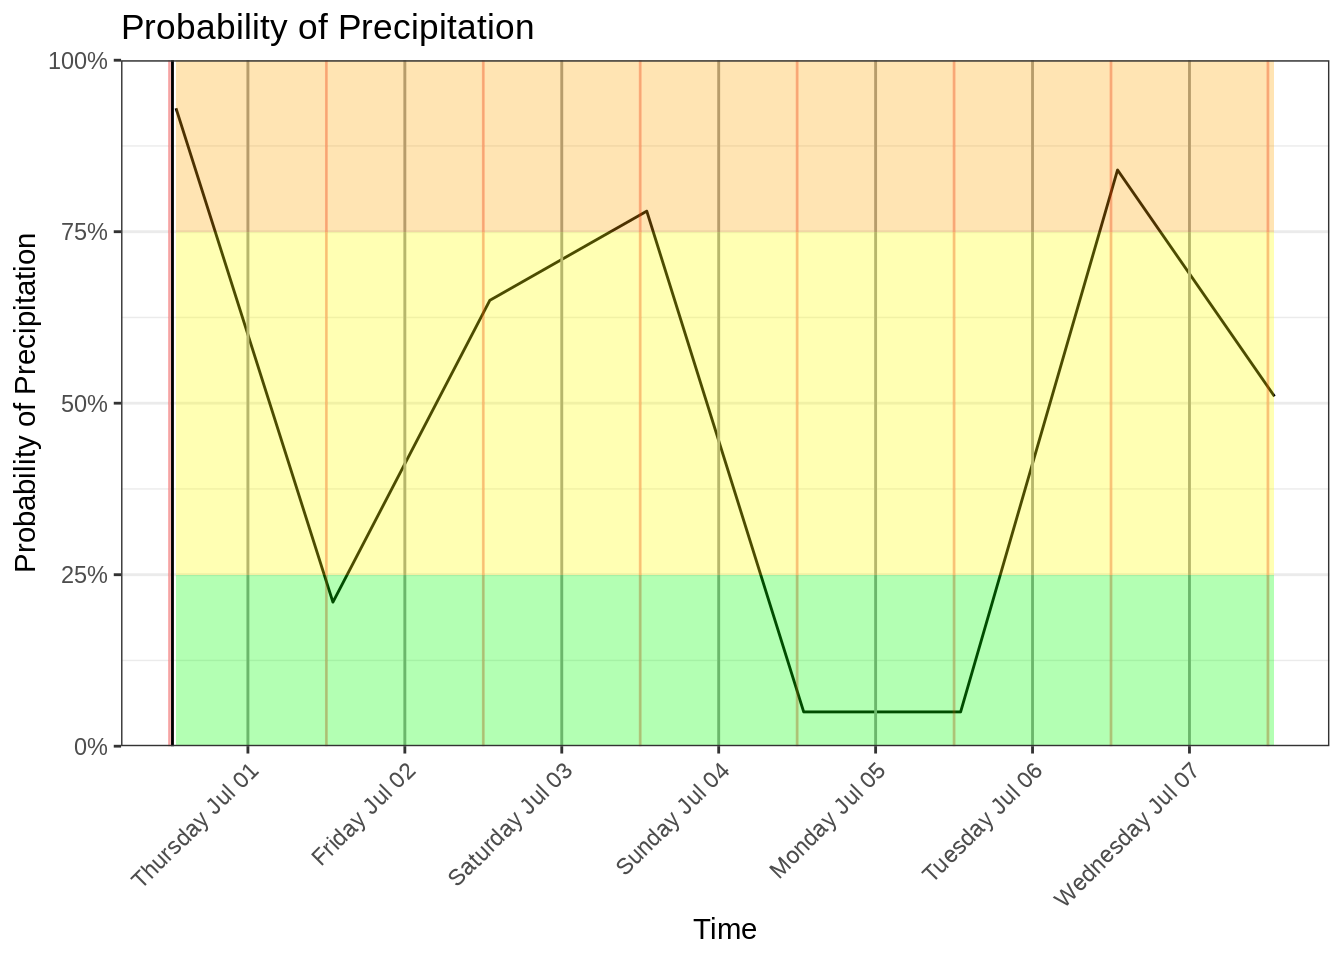 Probability of Precipitation
100%
75%
50%
25%
0%
Probability of Precipitation
Thursday Jul 01
Friday Jul 02
Saturday Jul 03
Sunday Jul 04
Monday Jul 05
Tuesday Jul 06
Wednesday Jul 07
Time